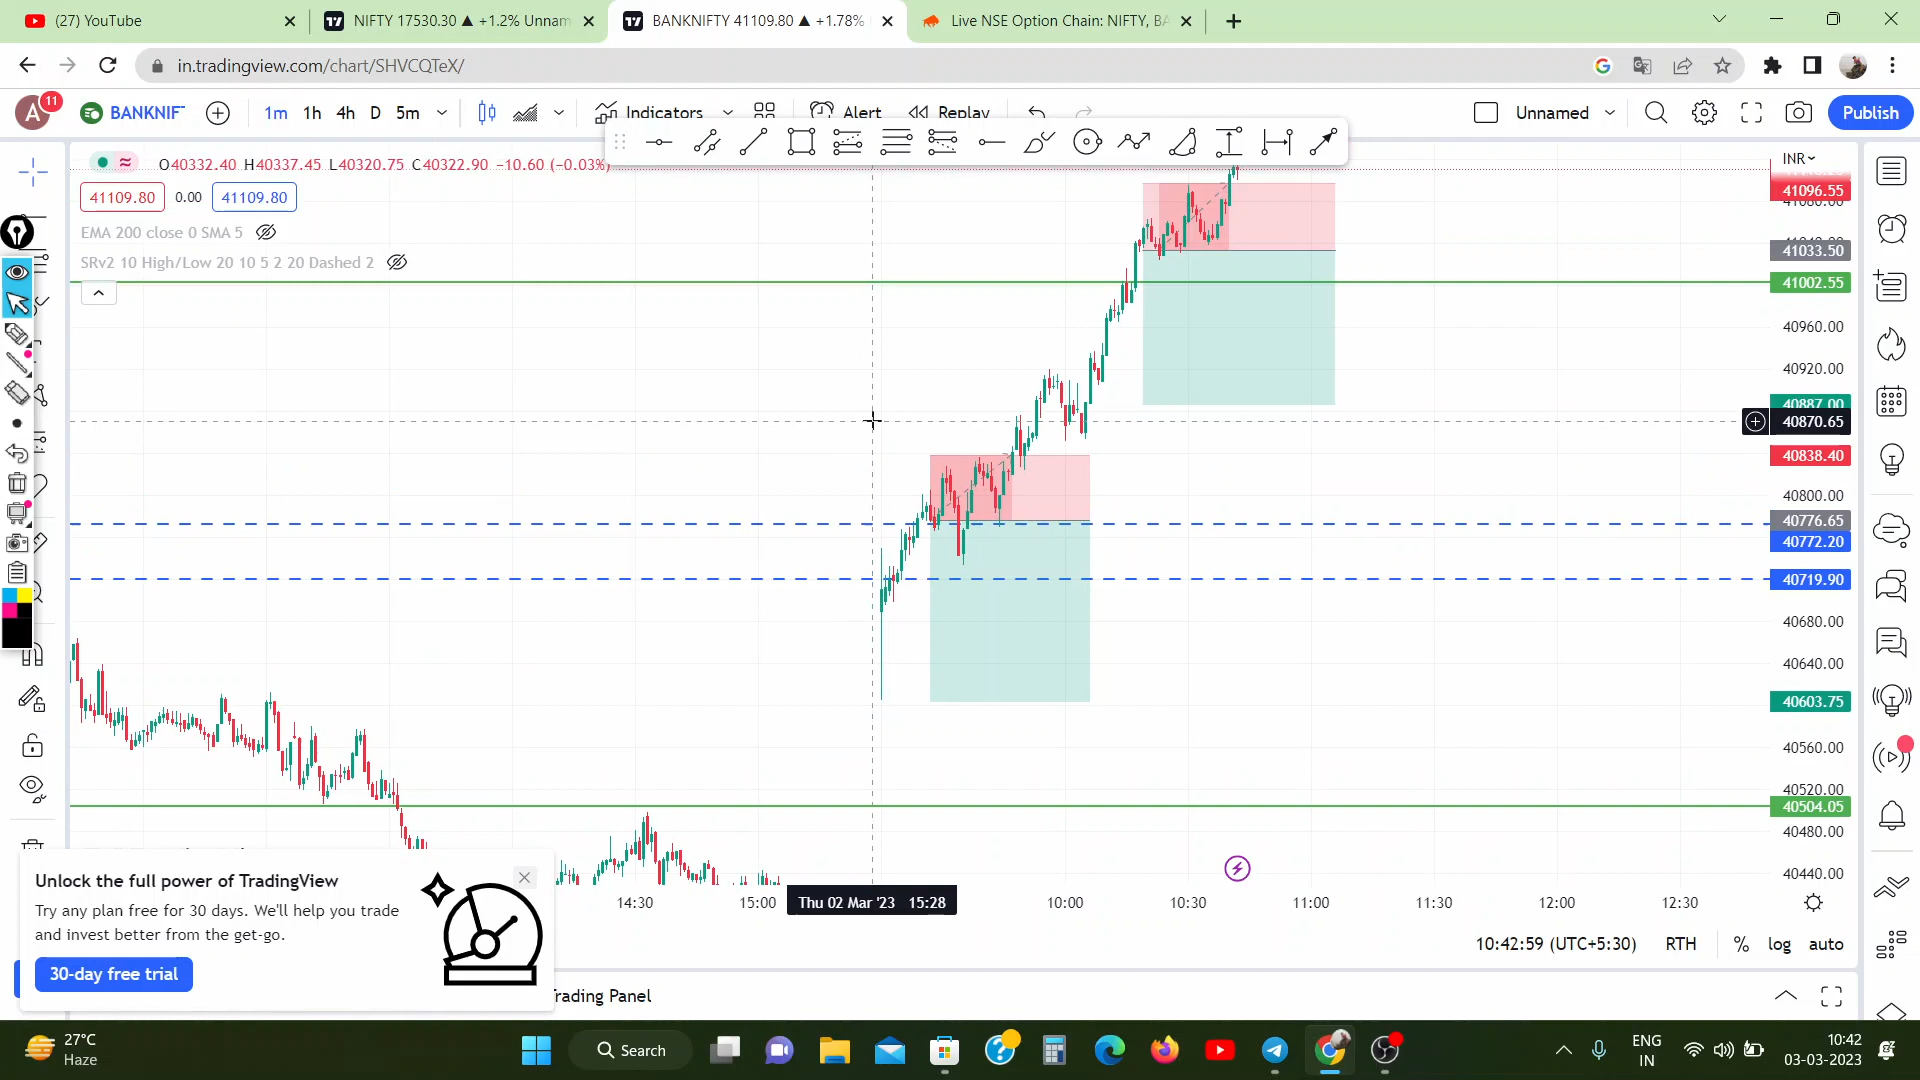 (27) YouTube
NIFTY 17530.30 ▲ +1.2% Unnam
BANKNIFTY 41109.80 ▲ +1.78%
Live NSE Option Chain: NIFTY, BA
in.tradingview.com/chart/SHVCQTeX/
A 11
BANKNIF
1m 1h 4h D 5m
Indicators
Alert
Replay
Unnamed
Publish
O40332.40 H40337.45 L40320.75 C40322.90 −10.60 (−0.03%)
INR
41109.80 0.00 41109.80
EMA 200 close 0 SMA 5
SRv2 10 High/Low 20 10 5 2 20 Dashed 2
41096.55
41080.00
41033.50
41002.55
40960.00
40920.00
40887.00
40870.65
40838.40
40800.00
40776.65
40772.20
40719.90
40680.00
40640.00
40603.75
40560.00
40520.00
40504.05
40480.00
40440.00
14:30 15:00 Thu 02 Mar '23 15:28 10:00 10:30 11:00 11:30 12:00 12:30
Unlock the full power of TradingView
Try any plan free for 30 days. We'll help you trade
and invest better from the get-go.
30-day free trial
10:42:59 (UTC+5:30) RTH % log auto
Trading Panel
27°C
Haze
Search
ENG
IN
10:42
03-03-2023